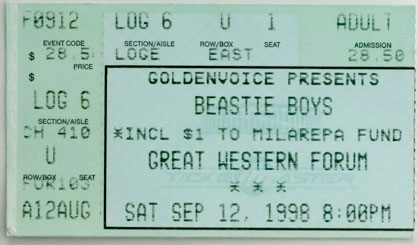 F0912 LOG 6 U 1 ADULT
EVENT CODE SECTION/AISLE ROW/BOX SEAT ADMISSION
$ 28.50 LOGE EAST 28.50
PRICE
$ GOLDENVOICE PRESENTS
LOG 6 BEASTIE BOYS
SECTION/AISLE
CH 410 *INCL $1 TO MILAREPA FUND
U GREAT WESTERN FORUM
ROW/BOX SEAT
FOR103 * * *
A12AUG SAT SEP 12, 1998 8:00PM